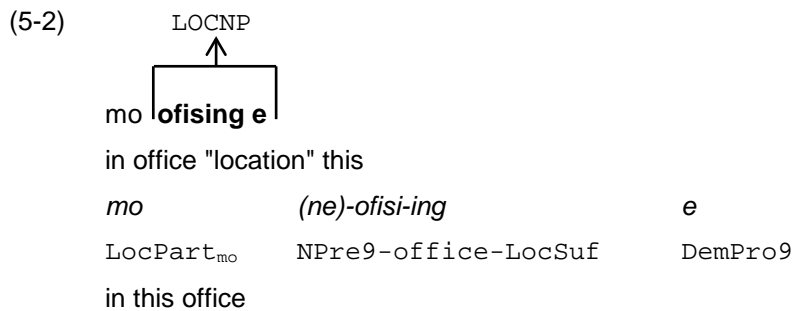 (5-2) LOCNP
mo ofising e
in office "location" this
mo (ne)-ofisi-ing e
LocPartmo NPre9-office-LocSuf DemPro9
in this office